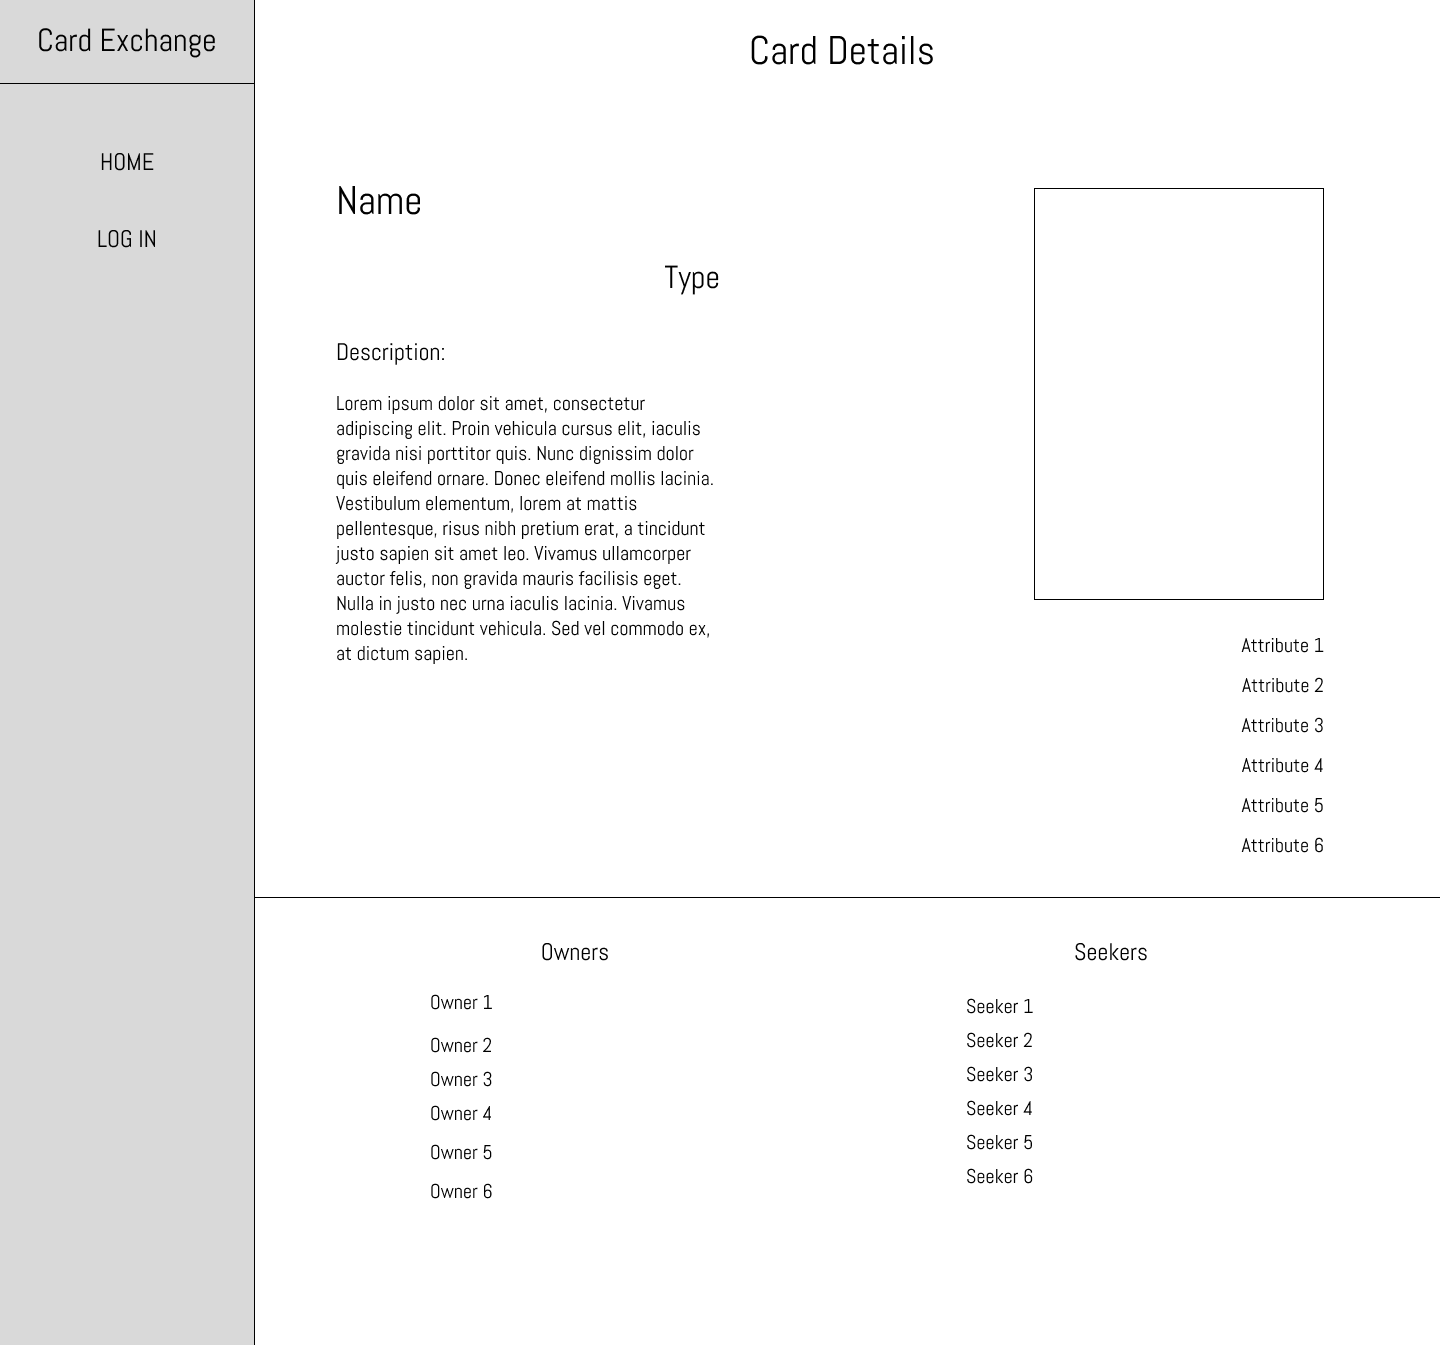 Card Exchange
HOME
LOG IN
Card Details
Name
Type
Description:
Lorem ipsum dolor sit amet, consectetur
adipiscing elit. Proin vehicula cursus elit, iaculis
gravida nisi porttitor quis. Nunc dignissim dolor
quis eleifend ornare. Donec eleifend mollis lacinia.
Vestibulum elementum, lorem at mattis
pellentesque, risus nibh pretium erat, a tincidunt
justo sapien sit amet leo. Vivamus ullamcorper
auctor felis, non gravida mauris facilisis eget.
Nulla in justo nec urna iaculis lacinia. Vivamus
molestie tincidunt vehicula. Sed vel commodo ex,
at dictum sapien.
Attribute 1
Attribute 2
Attribute 3
Attribute 4
Attribute 5
Attribute 6
Owners
Owner 1
Owner 2
Owner 3
Owner 4
Owner 5
Owner 6
Seekers
Seeker 1
Seeker 2
Seeker 3
Seeker 4
Seeker 5
Seeker 6